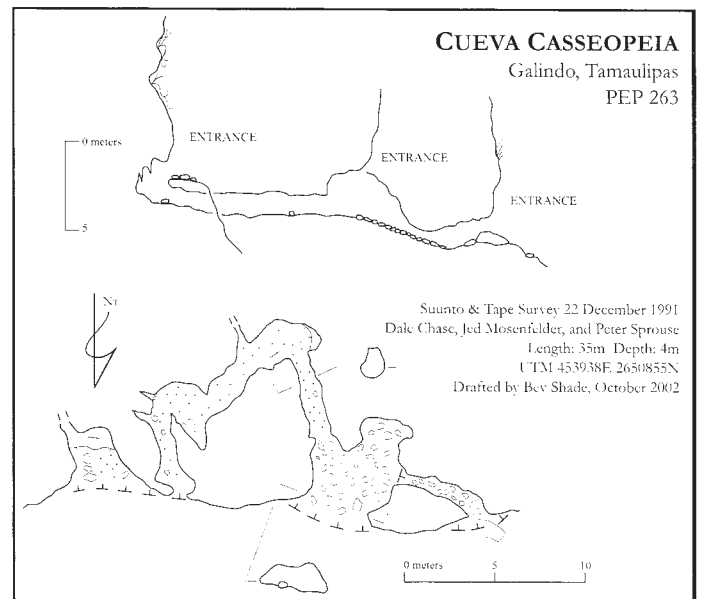 CUEVA CASSEOPEIA
Galindo, Tamaulipas
PEP 263
0 meters
ENTRANCE
ENTRANCE
ENTRANCE
5
Suunto & Tape Survey 22 December 1991
Dale Chase, Jed Mosenfelder, and Peter Sprouse
Length: 35m Depth: 4m
UTM 453938E 2650855N
Drafted by Bev Shade, October 2002
0 meters 5 10